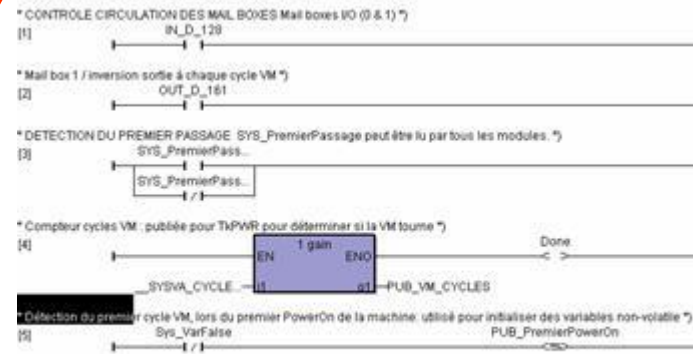 * CONTROLE CIRCULATION DES MAIL BOXES Mail boxes I/O (0 & 1) *)
[1] IN_D_128
* Mail box 1 / inversion sortie à chaque cycle VM *)
[2] OUT_D_161
* DETECTION DU PREMIER PASSAGE SYS_PremierPassage peut être lu par tous les modules. *)
[3] SYS_PremierPass...
SYS_PremierPass...
* Compteur cycles VM : publiée pour TkPWR pour déterminer si la VM tourne *)
[4] 1 gain Done
EN ENO
__SYSVA_CYCLE... i1 q1 PUB_VM_CYCLES
* Détection du premier cycle VM, lors du premier PowerOn de la machine: utilisé pour initialiser des variables non-volatile *)
[5] Sys_VarFalse PUB_PremierPowerOn